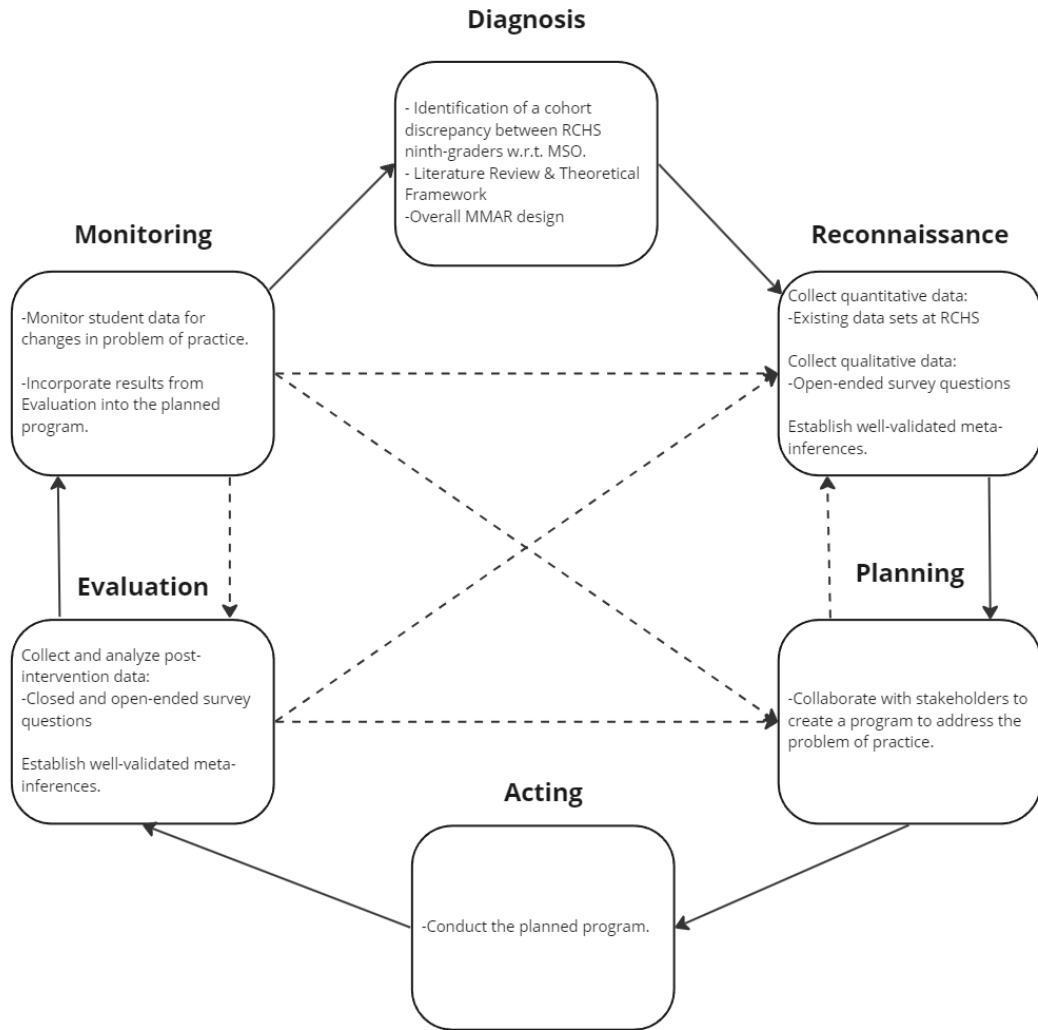 Diagnosis
- Identification of a cohort
discrepancy between RCHS
ninth-graders w.r.t. MSO.
- Literature Review & Theoretical
Framework
-Overall MMAR design
Monitoring
-Monitor student data for
changes in problem of practice.
-Incorporate results from
Evaluation into the planned
program.
Reconnaissance
Collect quantitative data:
-Existing data sets at RCHS
Collect qualitative data:
-Open-ended survey questions
Establish well-validated meta-
inferences.
Evaluation
Collect and analyze post-
intervention data:
-Closed and open-ended survey
questions
Establish well-validated meta-
inferences.
Planning
-Collaborate with stakeholders to
create a program to address the
problem of practice.
Acting
-Conduct the planned program.